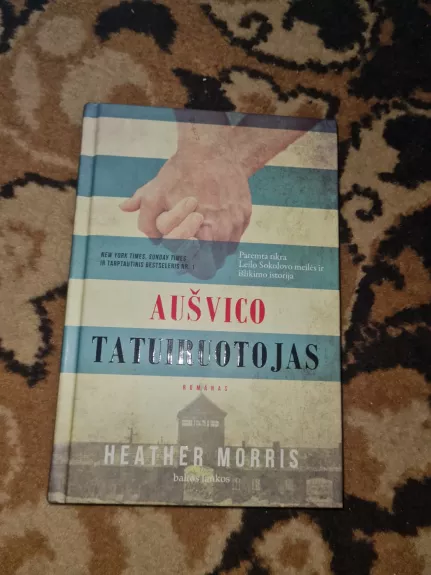 NEW YORK TIMES, SUNDAY TIMES
IR TARPTAUTINIS BESTSELERIS NR. 1
Paremta tikra
Leilo Sokolovo meilės ir
išlikimo istorija
AUŠVICO
TATUIRUOTOJAS
ROMANAS
HEATHER MORRIS
baltos lankos